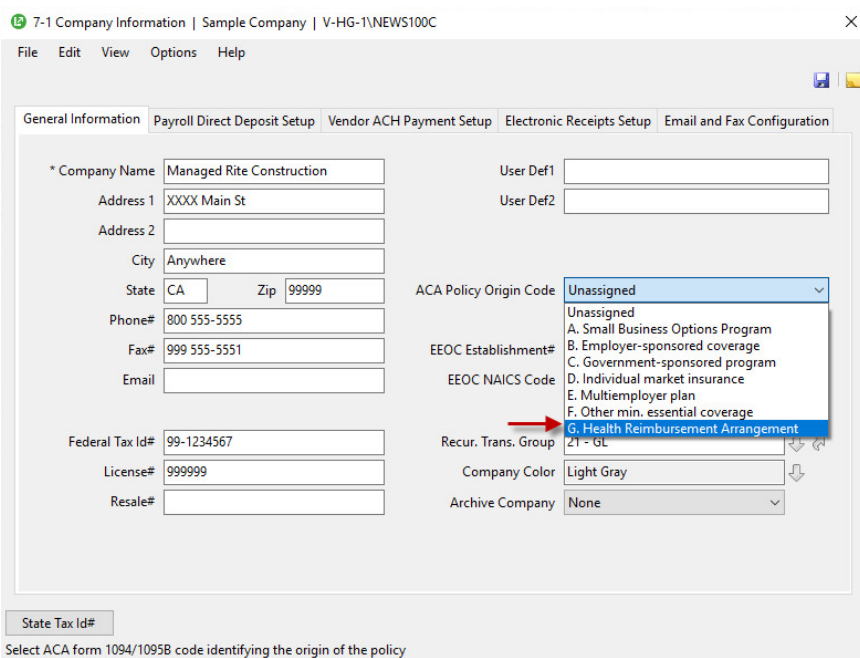 7-1 Company Information | Sample Company | V-HG-1\NEWS100C
File Edit View Options Help
General Information Payroll Direct Deposit Setup Vendor ACH Payment Setup Electronic Receipts Setup Email and Fax Configuration
* Company Name Managed Rite Construction User Def1
Address 1 XXXX Main St User Def2
Address 2
City Anywhere
State CA Zip 99999 ACA Policy Origin Code Unassigned
Unassigned
Phone# 800 555-5555 A. Small Business Options Program
Fax# 999 555-5551 EEOC Establishment# B. Employer-sponsored coverage
C. Government-sponsored program
Email EEOC NAICS Code D. Individual market insurance
E. Multiemployer plan
F. Other min. essential coverage
G. Health Reimbursement Arrangement
Federal Tax Id# 99-1234567 Recur. Trans. Group 21 - GL
License# 999999 Company Color Light Gray
Resale# Archive Company None
State Tax Id#
Select ACA form 1094/1095B code identifying the origin of the policy